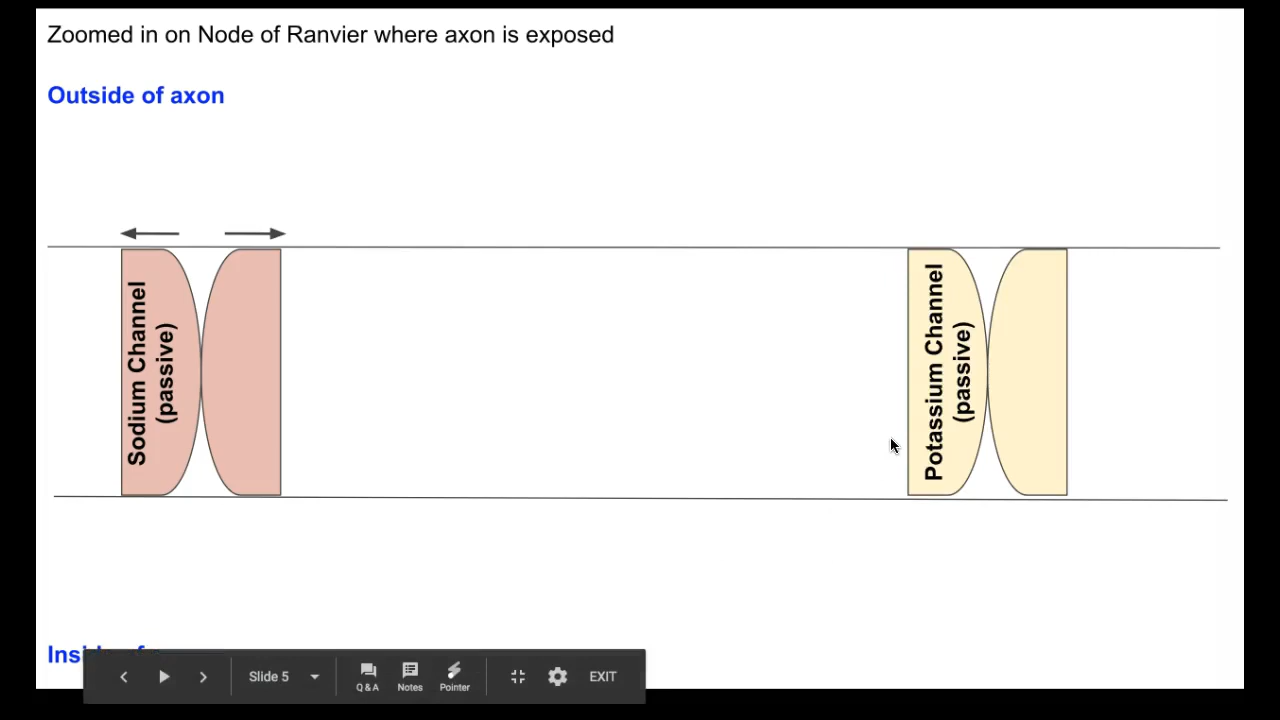 Zoomed in on Node of Ranvier where axon is exposed
Outside of axon
Sodium Channel
(passive)
Potassium Channel
(passive)
Slide 5
Q & A
Notes
Pointer
EXIT